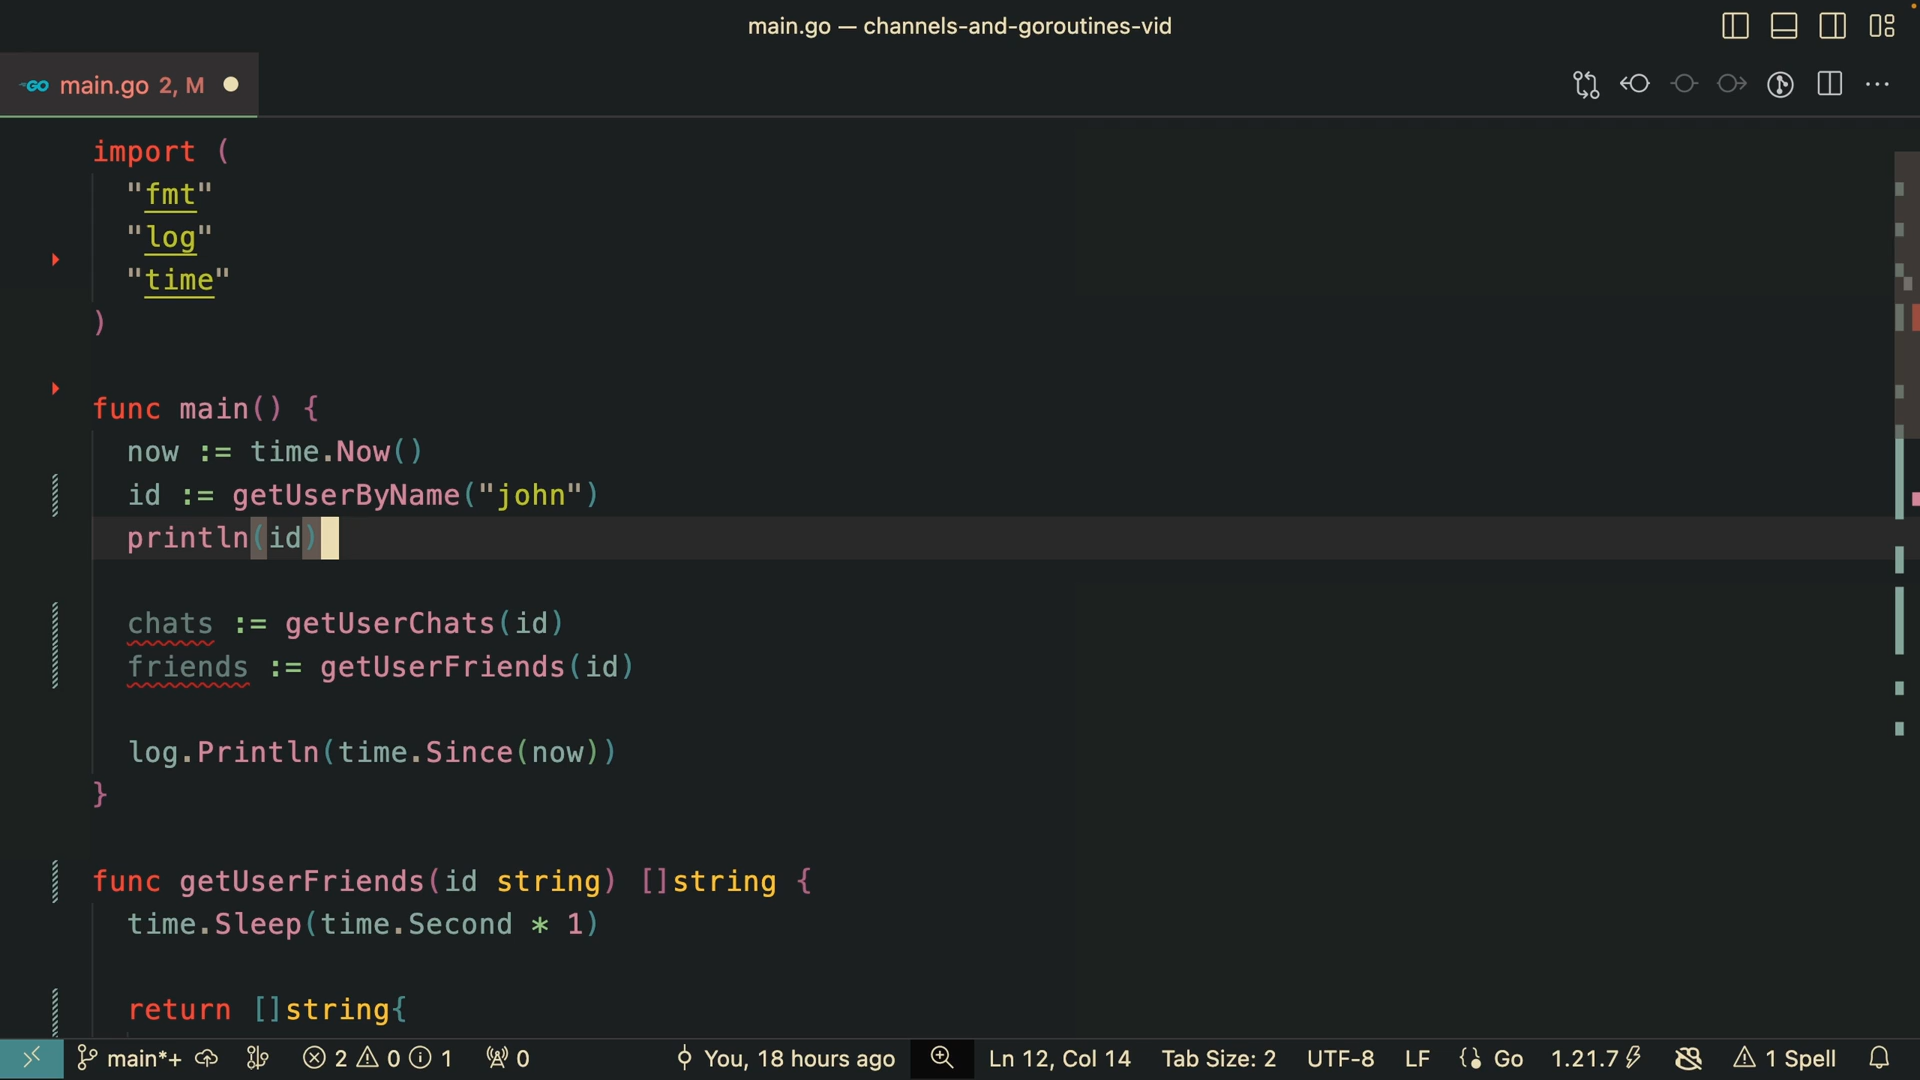 main.go — channels-and-goroutines-vid
GO main.go 2, M
import (
"fmt"
"log"
"time"
)
func main() {
now := time.Now()
id := getUserByName("john")
println(id)
chats := getUserChats(id)
friends := getUserFriends(id)
log.Println(time.Since(now))
}
func getUserFriends(id string) []string {
time.Sleep(time.Second * 1)
return []string{
main*+ 2 0 1 0 You, 18 hours ago Ln 12, Col 14 Tab Size: 2 UTF-8 LF Go 1.21.7 1 Spell